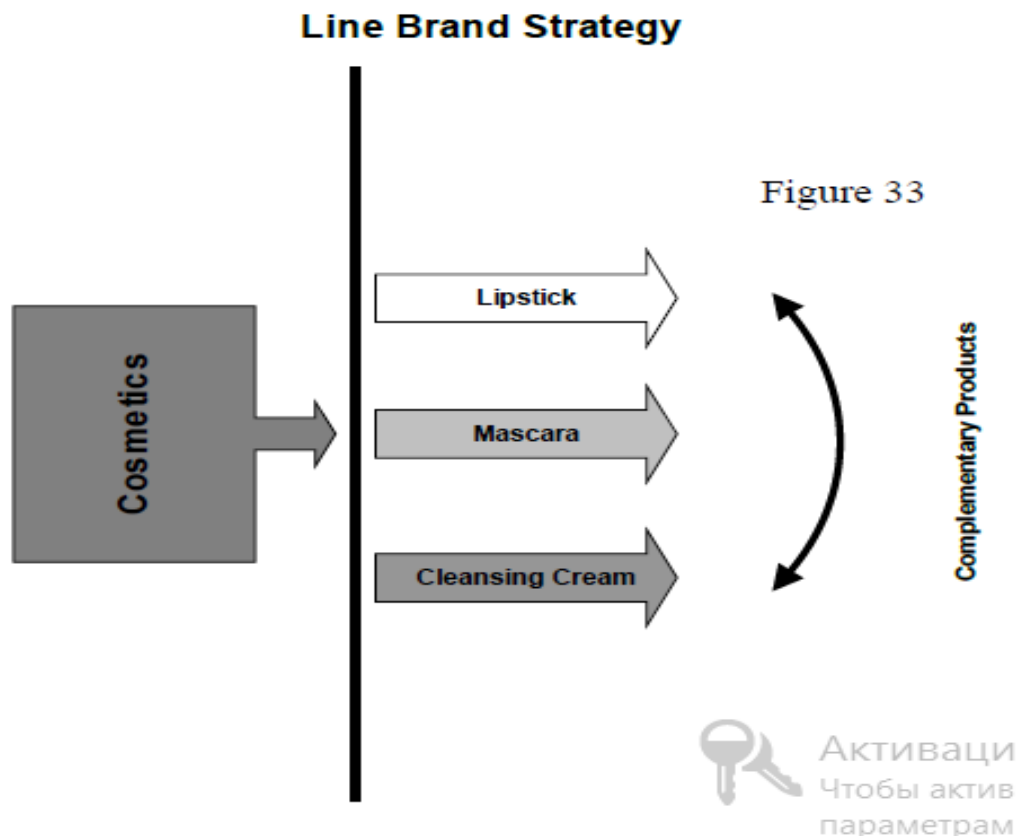 Line Brand Strategy
Figure 33
Cosmetics
Lipstick
Mascara
Cleansing Cream
Complementary Products
Активаци
Чтобы актив
параметрам